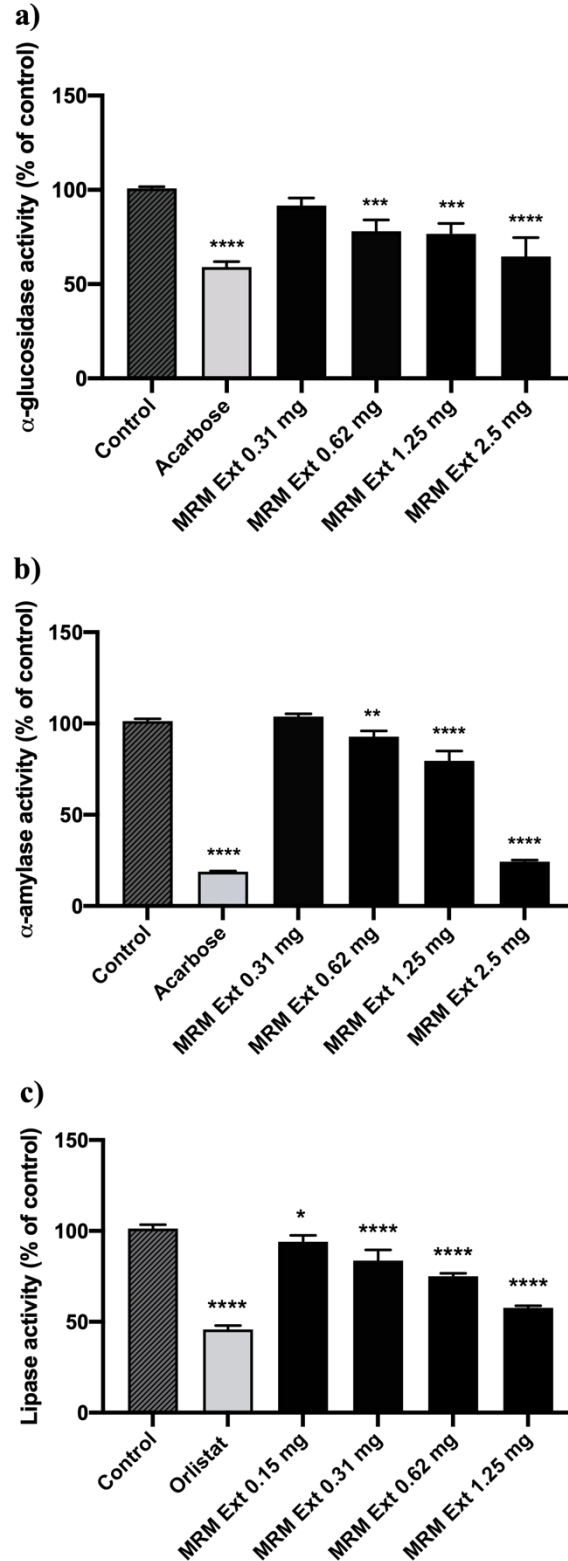 a)
α-glucosidase activity (% of control)
150
100
50
0
****
***
***
****
Control
Acarbose
MRM Ext 0.31 mg
MRM Ext 0.62 mg
MRM Ext 1.25 mg
MRM Ext 2.5 mg
b)
α-amylase activity (% of control)
150
100
50
0
****
**
****
****
Control
Acarbose
MRM Ext 0.31 mg
MRM Ext 0.62 mg
MRM Ext 1.25 mg
MRM Ext 2.5 mg
c)
Lipase activity (% of control)
150
100
50
0
****
*
****
****
****
Control
Orlistat
MRM Ext 0.15 mg
MRM Ext 0.31 mg
MRM Ext 0.62 mg
MRM Ext 1.25 mg